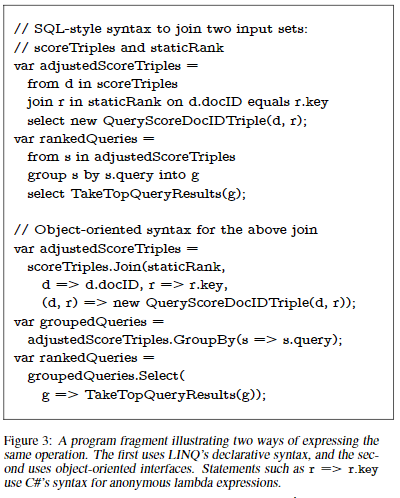 // SQL-style syntax to join two input sets:
// scoreTriples and staticRank
var adjustedScoreTriples =
from d in scoreTriples
join r in staticRank on d.docID equals r.key
select new QueryScoreDocIDTriple(d, r);
var rankedQueries =
from s in adjustedScoreTriples
group s by s.query into g
select TakeTopQueryResults(g);
// Object-oriented syntax for the above join
var adjustedScoreTriples =
scoreTriples.Join(staticRank,
d => d.docID, r => r.key,
(d, r) => new QueryScoreDocIDTriple(d, r));
var groupedQueries =
adjustedScoreTriples.GroupBy(s => s.query);
var rankedQueries =
groupedQueries.Select(
g => TakeTopQueryResults(g));
Figure 3: A program fragment illustrating two ways of expressing the
same operation. The first uses LINQ's declarative syntax, and the sec-
ond uses object-oriented interfaces. Statements such as r => r.key
use C#'s syntax for anonymous lambda expressions.